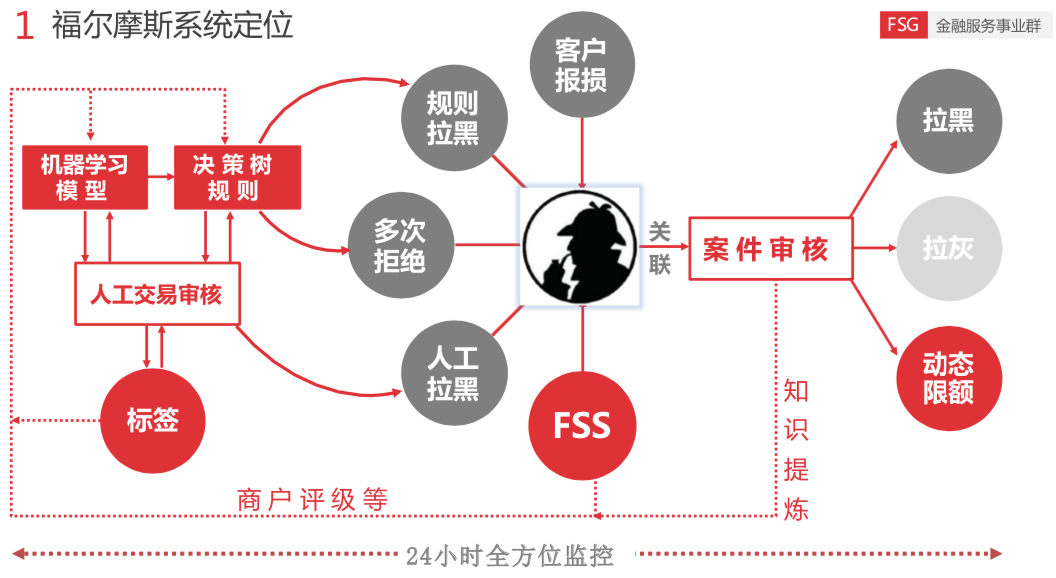 1 福尔摩斯系统定位
FSG 金融服务事业群
客户
报损
规则
拉黑
拉黑
机器学习
模型
决策树
规则
多次
拒绝
关
联
案件审核
拉灰
人工交易审核
人工
拉黑
动态
限额
标签
FSS
知
识
提
炼
商户评级等
24小时全方位监控